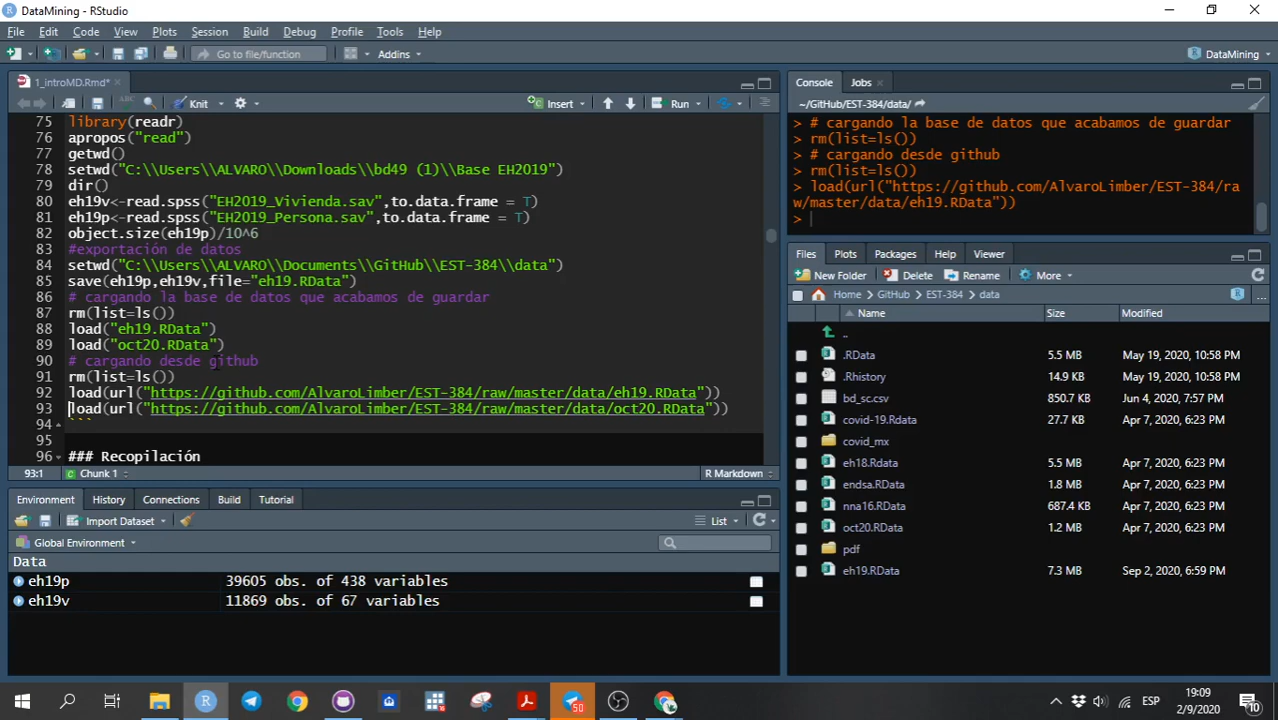 DataMining - RStudio
File Edit Code View Plots Session Build Debug Profile Tools Help
Go to file/function Addins DataMining
1_introMD.Rmd*
ABC Knit Insert Run
75 library(readr)
76 apropos("read")
77 getwd()
78 setwd("C:\\Users\\ALVARO\\Downloads\\bd49 (1)\\Base EH2019")
79 dir()
80 eh19v<-read.spss("EH2019_Vivienda.sav",to.data.frame = T)
81 eh19p<-read.spss("EH2019_Persona.sav",to.data.frame = T)
82 object.size(eh19p)/10^6
83 #exportación de datos
84 setwd("C:\\Users\\ALVARO\\Documents\\GitHub\\EST-384\\data")
85 save(eh19p,eh19v,file="eh19.RData")
86 # cargando la base de datos que acabamos de guardar
87 rm(list=ls())
88 load("eh19.RData")
89 load("oct20.RData")
90 # cargando desde github
91 rm(list=ls())
92 load(url("https://github.com/AlvaroLimber/EST-384/raw/master/data/eh19.RData"))
93 load(url("https://github.com/AlvaroLimber/EST-384/raw/master/data/oct20.RData"))
94 ```
95
96 ### Recopilación
93:1 Chunk 1 R Markdown
Environment History Connections Build Tutorial
Import Dataset List
Global Environment
Data
eh19p 39605 obs. of 438 variables
eh19v 11869 obs. of 67 variables
Console Jobs
~/GitHub/EST-384/data/
> # cargando la base de datos que acabamos de guardar
> rm(list=ls())
> # cargando desde github
> rm(list=ls())
> load(url("https://github.com/AlvaroLimber/EST-384/ra
w/master/data/eh19.RData"))
>
Files Plots Packages Help Viewer
New Folder Delete Rename More
Home GitHub EST-384 data ...
Name Size Modified
..
.RData 5.5 MB May 19, 2020, 10:58 PM
.Rhistory 14.9 KB May 19, 2020, 10:58 PM
bd_sc.csv 850.7 KB Jun 4, 2020, 7:57 PM
covid-19.Rdata 27.7 KB Apr 7, 2020, 6:23 PM
covid_mx
eh18.Rdata 5.5 MB Apr 7, 2020, 6:23 PM
endsa.RData 1.8 MB Apr 7, 2020, 6:23 PM
nna16.RData 687.4 KB Apr 7, 2020, 6:23 PM
oct20.RData 1.2 MB Apr 7, 2020, 6:23 PM
pdf
eh19.RData 7.3 MB Sep 2, 2020, 6:59 PM
50 ESP 19:09
2/9/2020 10